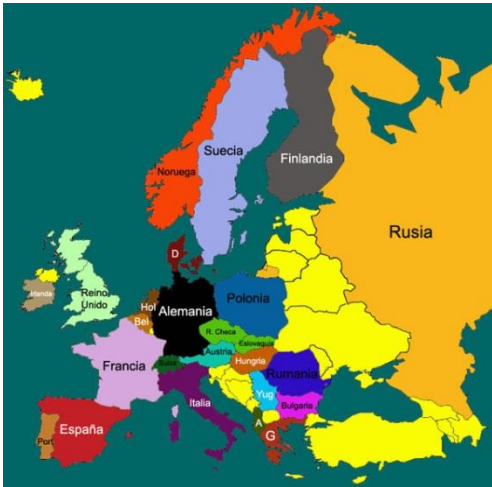 Suecia
Noruega
Finlandia
Rusia
D
Irlanda
Reino
Unido
Hol
Bel
Alemania
Polonia
R. Checa
Eslovaquia
Francia
Suiza
Austria
Hungria
Rumania
Italia
Yug
Bulgaria
A
G
Port
España